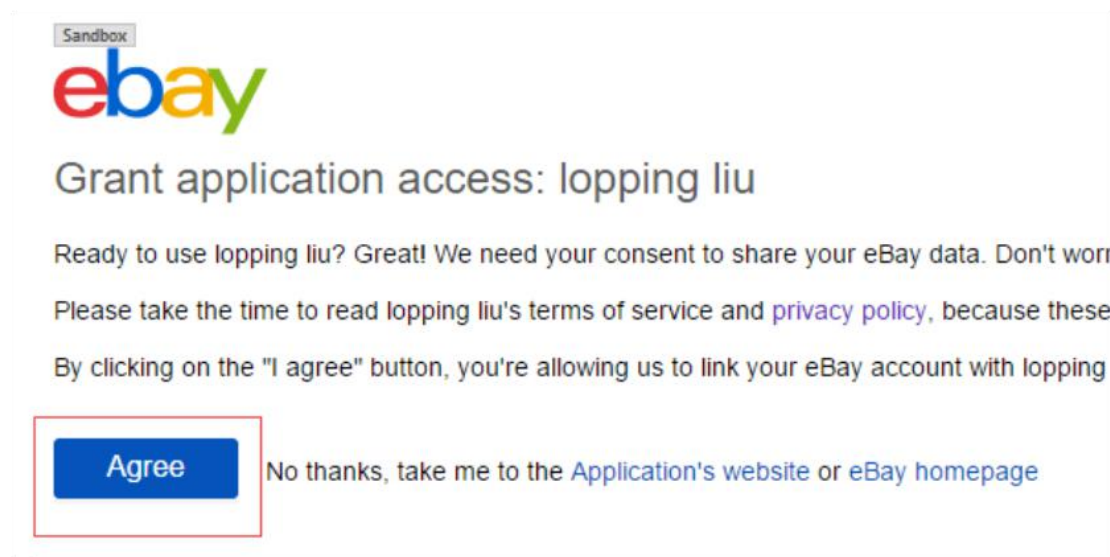 Sandbox
ebay
Grant application access: lopping liu
Ready to use lopping liu? Great! We need your consent to share your eBay data. Don't
Please take the time to read lopping liu's terms of service and privacy policy, because these
By clicking on the "I agree" button, you're allowing us to link your eBay account with lopping
Agree
No thanks, take me to the Application's website or eBay homepage